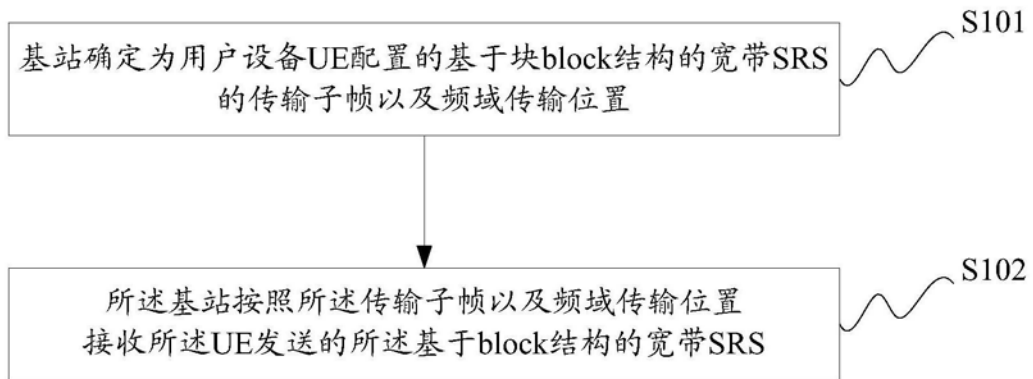 S101
基站确定为用户设备UE配置的基于块block结构的宽带SRS
的传输子帧以及频域传输位置
S102
所述基站按照所述传输子帧以及频域传输位置
接收所述UE发送的所述基于block结构的宽带SRS